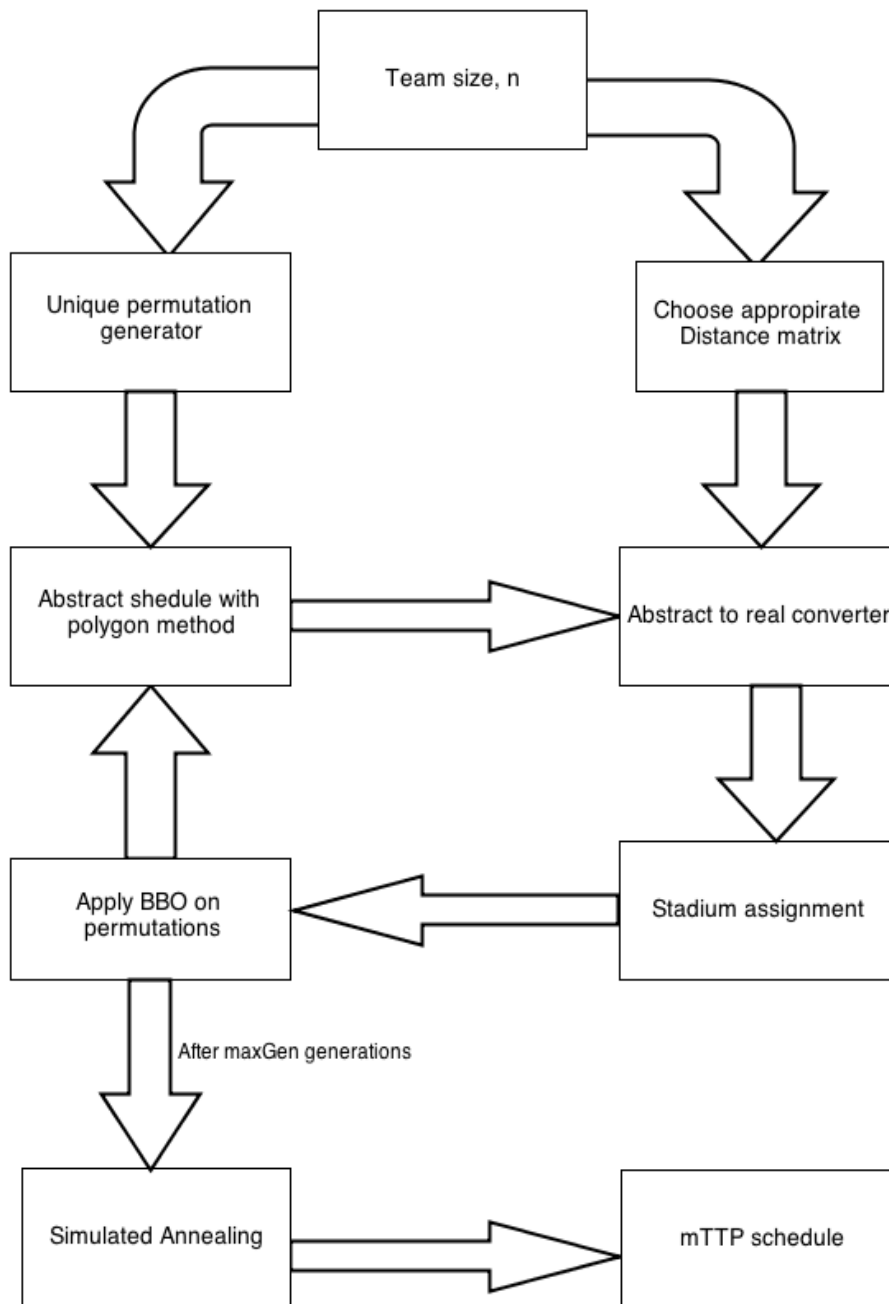 Team size, n
Unique permutation
generator
Choose appropirate
Distance matrix
Abstract shedule with
polygon method
Abstract to real converter
Apply BBO on
permutations
Stadium assignment
After maxGen generations
Simulated Annealing
mTTP schedule